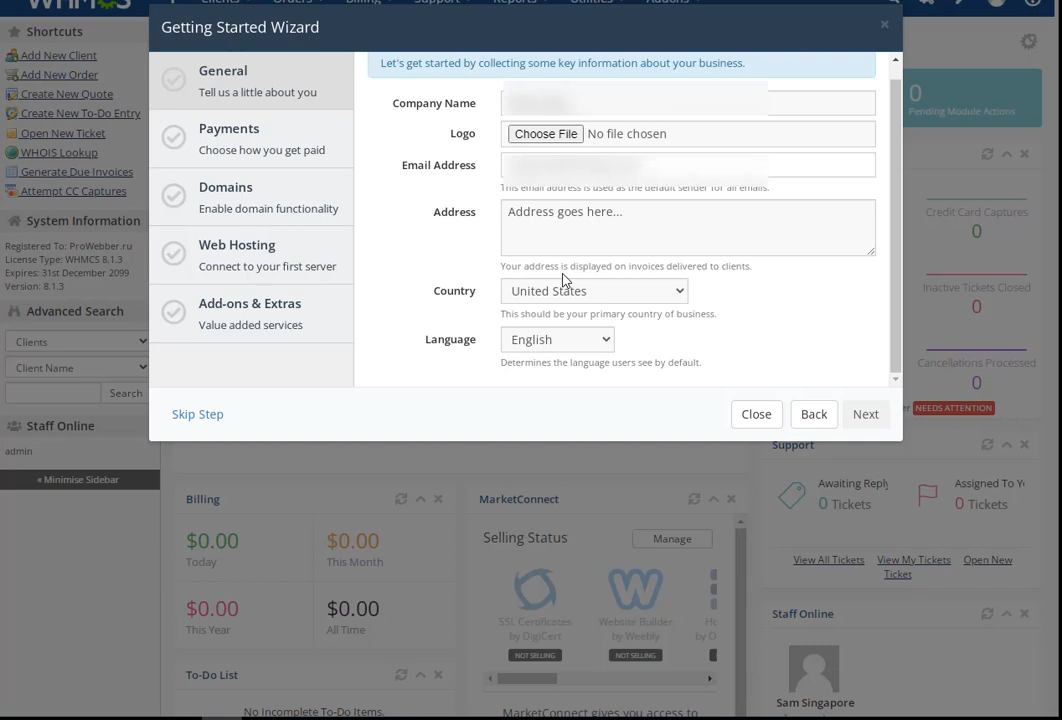 WHMCS Clients Orders Billing Support Reports Utilities Addons
Shortcuts
Add New Client
Add New Order
Create New Quote
Create New To-Do Entry
Open New Ticket
WHOIS Lookup
Generate Due Invoices
Attempt CC Captures
System Information
Registered To: ProWebber.ru
License Type: WHMCS 8.1.3
Expires: 31st December 2099
Version: 8.1.3
Advanced Search
Clients
Client Name
Search
Staff Online
admin
« Minimise Sidebar
Getting Started Wizard
×
General
Tell us a little about you
Payments
Choose how you get paid
Domains
Enable domain functionality
Web Hosting
Connect to your first server
Add-ons & Extras
Value added services
Let's get started by collecting some key information about your business.
Company Name
Logo Choose File No file chosen
Email Address
This email address is used as the default sender for all emails.
Address Address goes here...
Your address is displayed on invoices delivered to clients.
Country United States
This should be your primary country of business.
Language English
Determines the language users see by default.
Skip Step Close Back Next
0
Pending Module Actions
Credit Card Captures
0
Inactive Tickets Closed
0
Cancellations Processed
0
NEEDS ATTENTION
Billing
$0.00
Today
$0.00
This Month
$0.00
This Year
$0.00
All Time
To-Do List
No Incomplete To-Do Items.
MarketConnect
Selling Status Manage
SSL Certificates
by DigiCert
NOT SELLING
Website Builder
by Weebly
NOT SELLING
MarketConnect gives you access to
Support
Awaiting Reply
0 Tickets
Assigned To Y
0 Tickets
View All Tickets View My Tickets Open New
Ticket
Staff Online
Sam Singapore